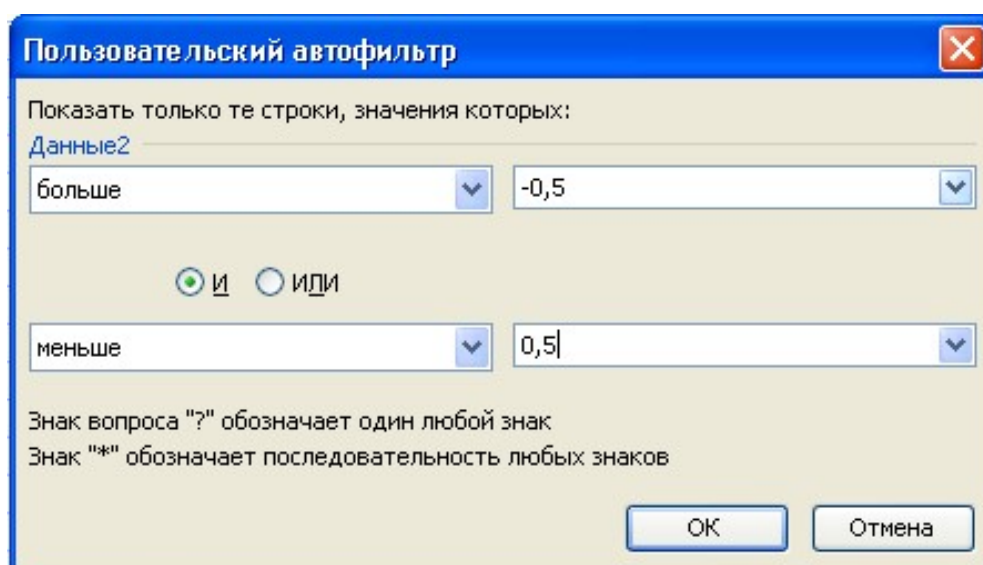 Пользовательский автофильтр
Показать только те строки, значения которых:
Данные2
больше -0,5
И ИЛИ
меньше 0,5
Знак вопроса "?" обозначает один любой знак
Знак "*" обозначает последовательность любых знаков
ОК Отмена